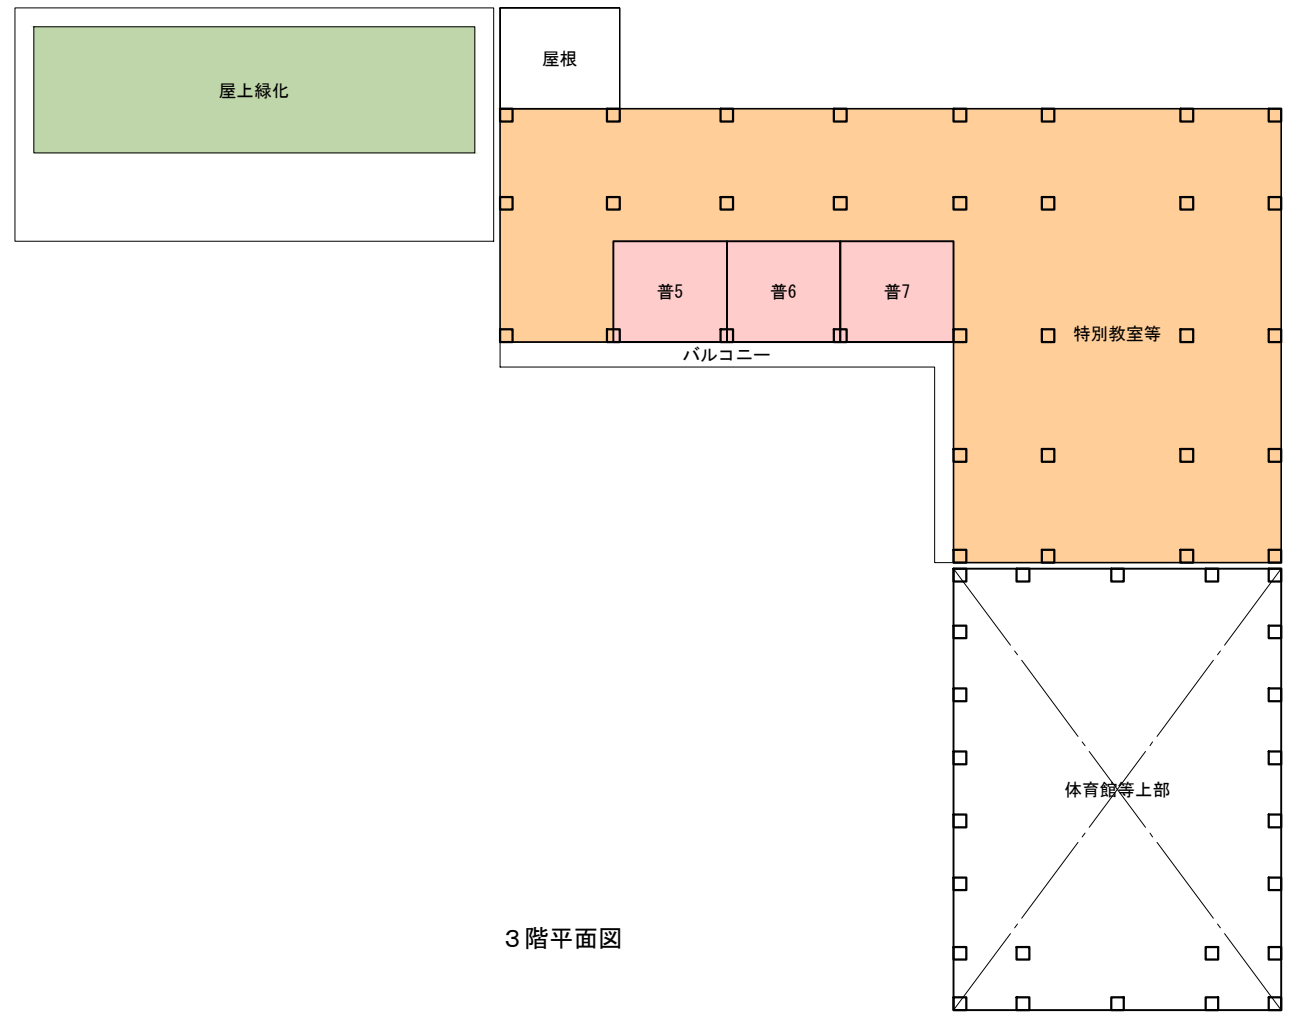 屋根
屋上緑化
普5
普6
普7
特別教室等
バルコニー
体育館等上部
３階平面図